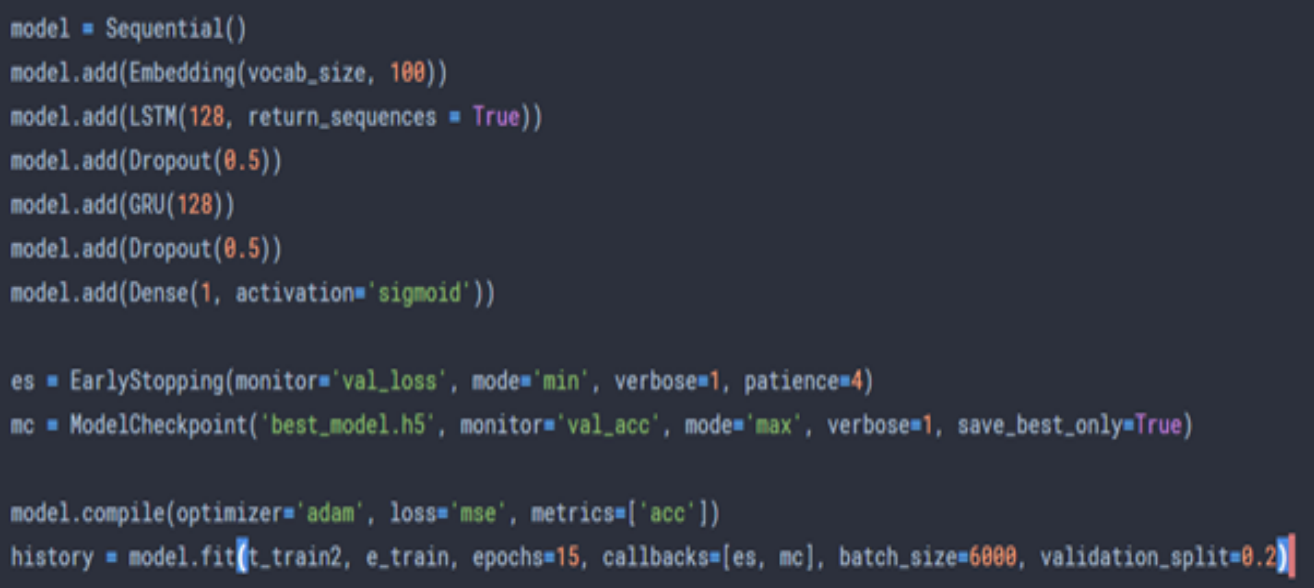 model = Sequential()
model.add(Embedding(vocab_size, 100))
model.add(LSTM(128, return_sequences = True))
model.add(Dropout(0.5))
model.add(GRU(128))
model.add(Dropout(0.5))
model.add(Dense(1, activation='sigmoid'))
es = EarlyStopping(monitor='val_loss', mode='min', verbose=1, patience=4)
mc = ModelCheckpoint('best_model.h5', monitor='val_acc', mode='max', verbose=1, save_best_only=True)
model.compile(optimizer='adam', loss='mse', metrics=['acc'])
history = model.fit(t_train2, e_train, epochs=15, callbacks=[es, mc], batch_size=6000, validation_split=0.2)